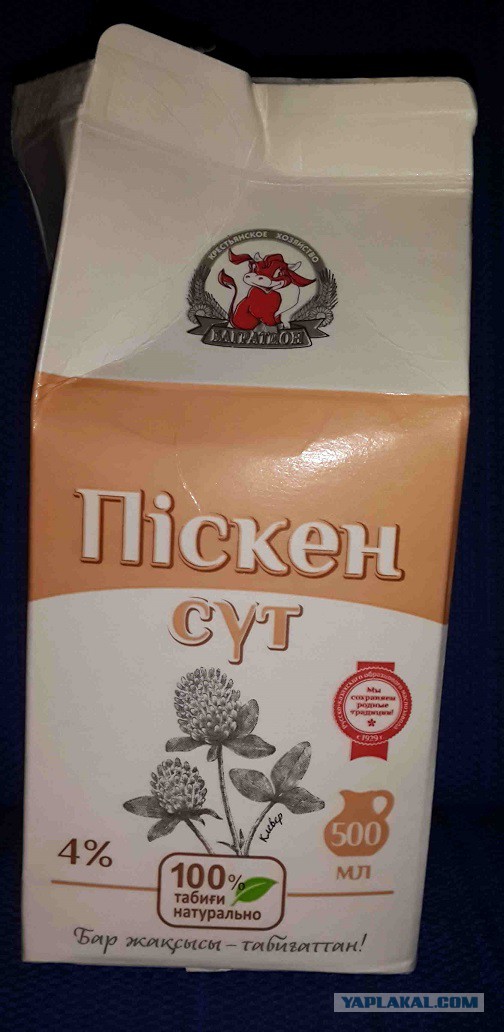 КРЕСТЬЯНСКОЕ ХОЗЯЙСТВО
Піскен
сүт
Мы
сохраняем
родные
традиции!
с 1929 г.
клевер
500
мл
4%
100%
табиғи
натурально
Бар жақсысы – табиғаттан!
YAPLAKAL.COM